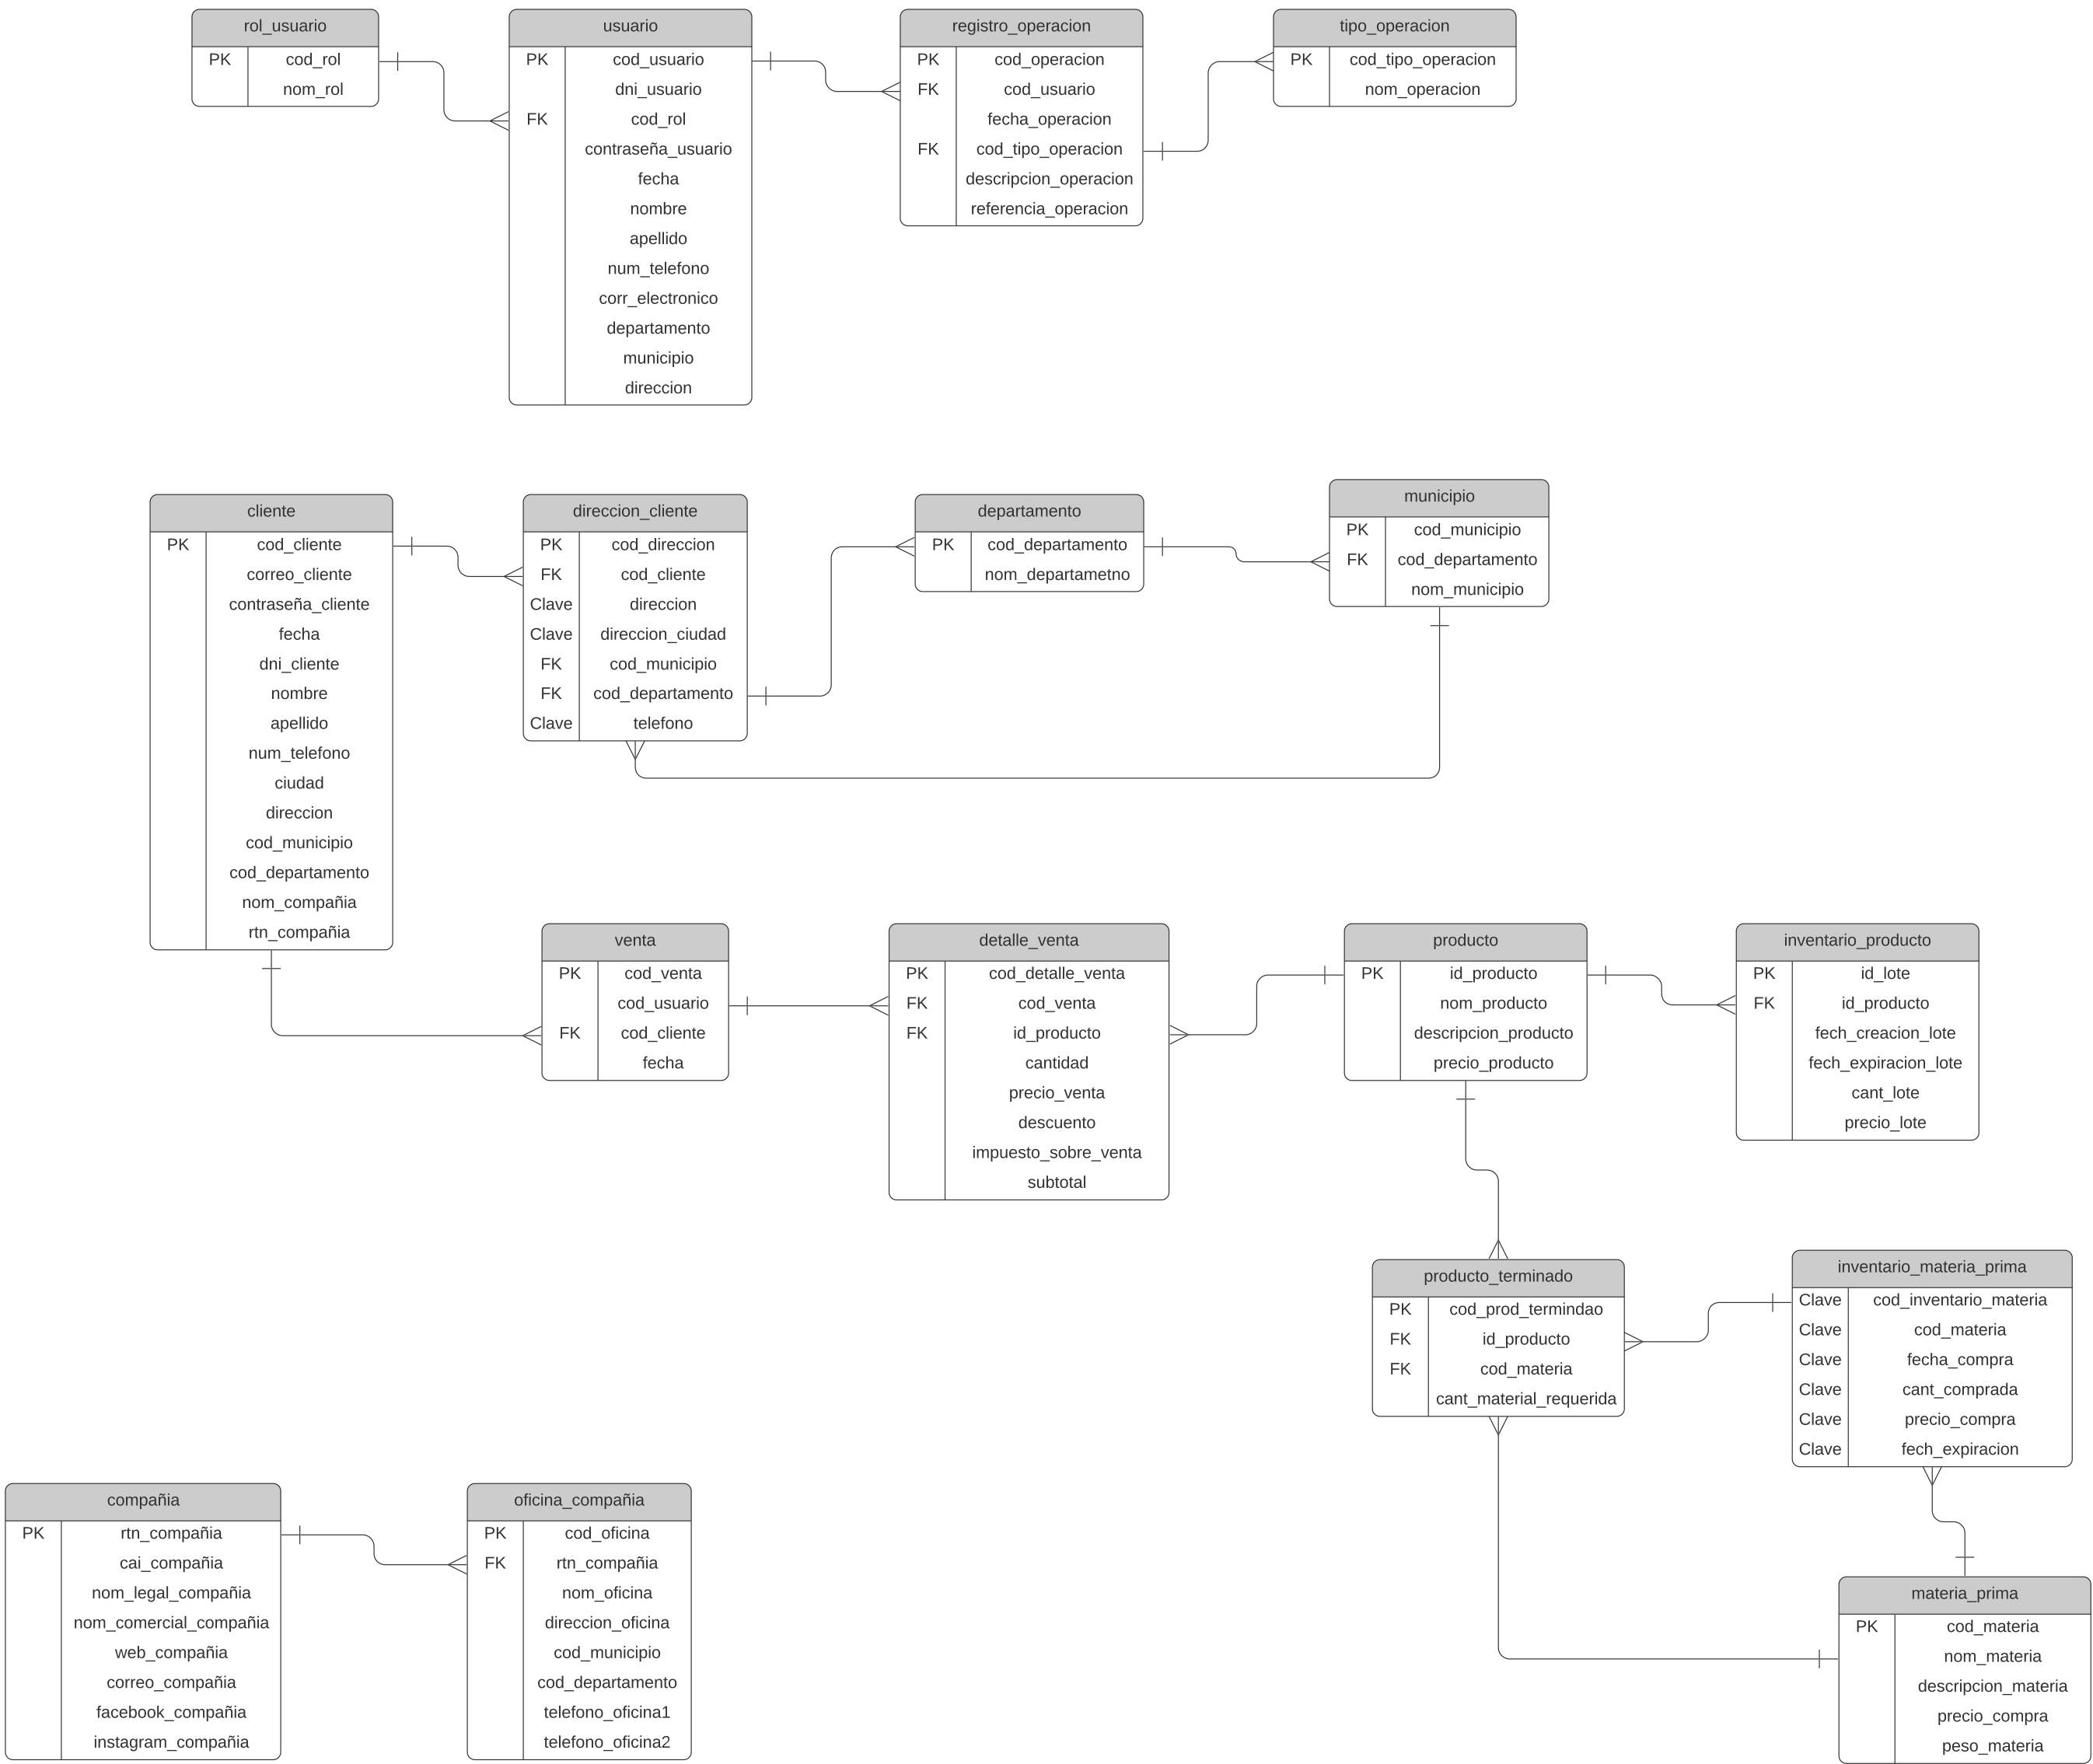 rol_usuario
PK cod_rol
nom_rol
usuario
PK cod_usuario
dni_usuario
FK cod_rol
contraseña_usuario
fecha
nombre
apellido
num_telefono
corr_electronico
departamento
municipio
direccion
registro_operacion
PK cod_operacion
FK cod_usuario
fecha_operacion
FK cod_tipo_operacion
descripcion_operacion
referencia_operacion
tipo_operacion
PK cod_tipo_operacion
nom_operacion
cliente
PK cod_cliente
correo_cliente
contraseña_cliente
fecha
dni_cliente
nombre
apellido
num_telefono
ciudad
direccion
cod_municipio
cod_departamento
nom_compañia
rtn_compañia
direccion_cliente
PK cod_direccion
FK cod_cliente
Clave direccion
Clave direccion_ciudad
FK cod_municipio
FK cod_departamento
Clave telefono
departamento
PK cod_departamento
nom_departametno
municipio
PK cod_municipio
FK cod_departamento
nom_municipio
venta
PK cod_venta
cod_usuario
FK cod_cliente
fecha
detalle_venta
PK cod_detalle_venta
FK cod_venta
FK id_producto
cantidad
precio_venta
descuento
impuesto_sobre_venta
subtotal
producto
PK id_producto
nom_producto
descripcion_producto
precio_producto
inventario_producto
PK id_lote
FK id_producto
fech_creacion_lote
fech_expiracion_lote
cant_lote
precio_lote
producto_terminado
PK cod_prod_termindao
FK id_producto
FK cod_materia
cant_material_requerida
inventario_materia_prima
Clave cod_inventario_materia
Clave cod_materia
Clave fecha_compra
Clave cant_comprada
Clave precio_compra
Clave fech_expiracion
compañia
PK rtn_compañia
cai_compañia
nom_legal_compañia
nom_comercial_compañia
web_compañia
correo_compañia
facebook_compañia
instagram_compañia
oficina_compañia
PK cod_oficina
FK rtn_compañia
nom_oficina
direccion_oficina
cod_municipio
cod_departamento
telefono_oficina1
telefono_oficina2
materia_prima
PK cod_materia
nom_materia
descripcion_materia
precio_compra
peso_materia